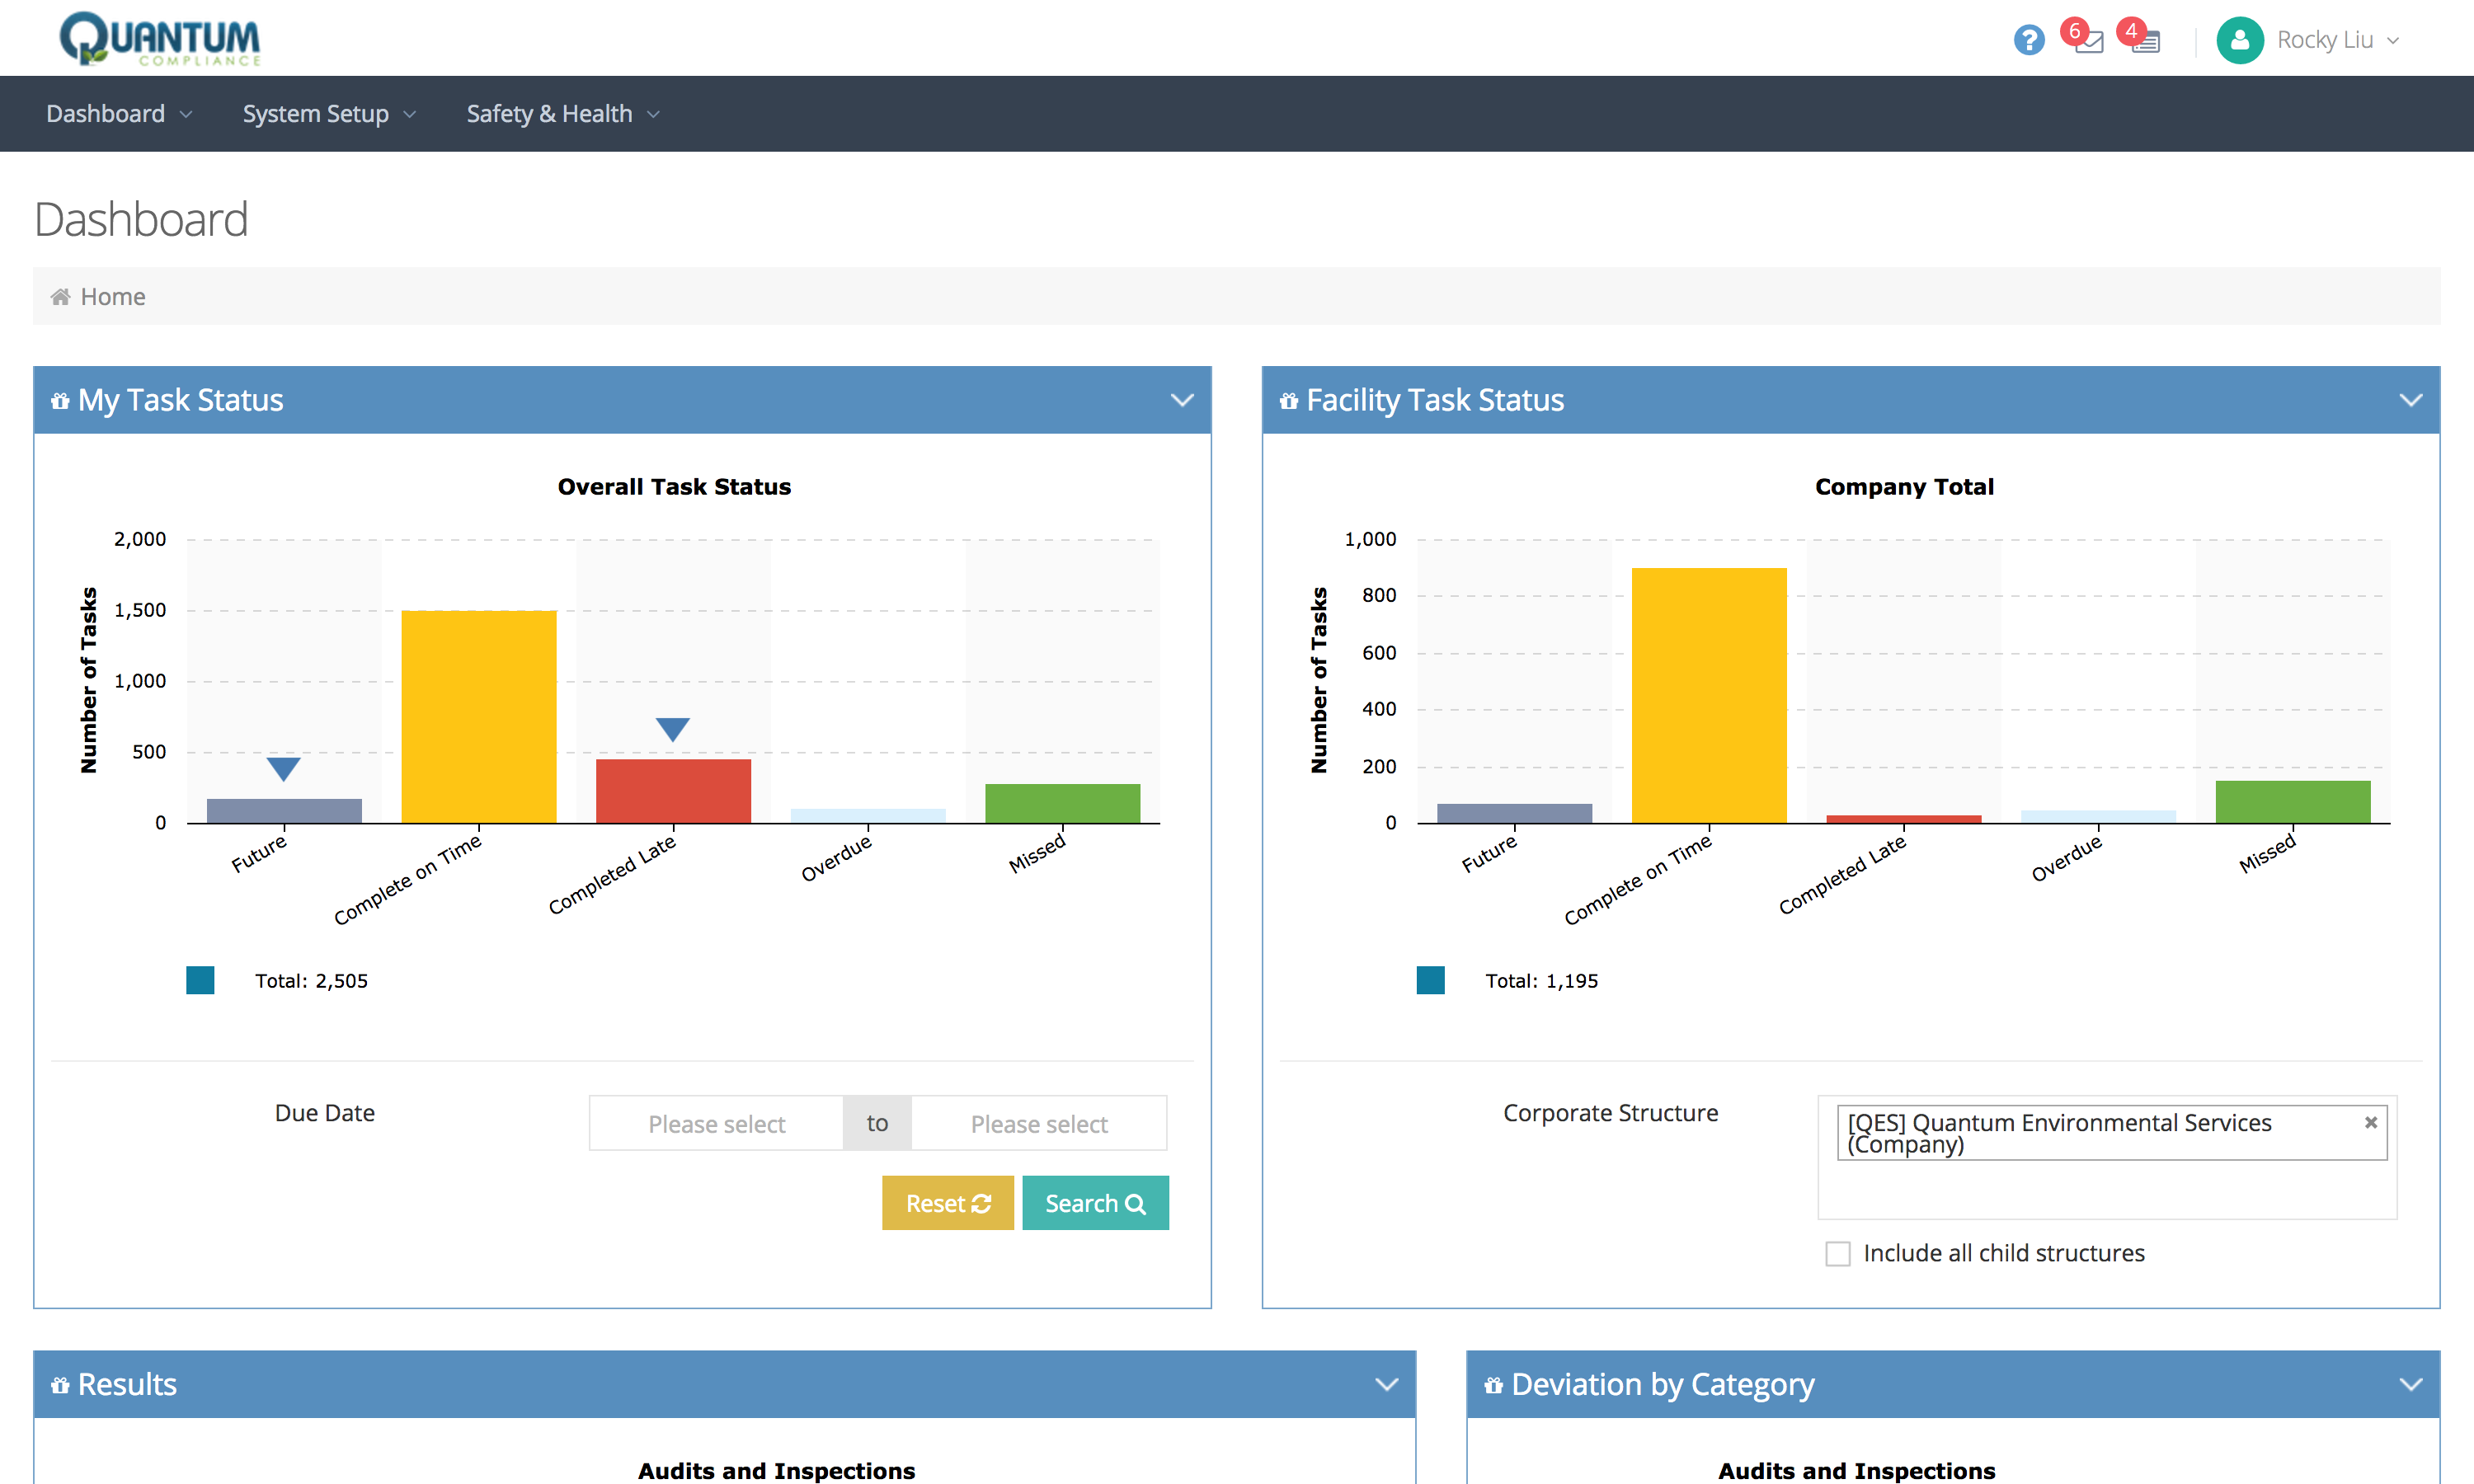 QUANTUM
COMPLIANCE
6
4
Rocky Liu
Dashboard
System Setup
Safety & Health
Dashboard
Home
My Task Status
Overall Task Status
Number of Tasks
2,000
1,500
1,000
500
0
Future
Complete on Time
Completed Late
Overdue
Missed
Total: 2,505
Due Date
Please select
to
Please select
Reset
Search
Facility Task Status
Company Total
Number of Tasks
1,000
800
600
400
200
0
Future
Complete on Time
Completed Late
Overdue
Missed
Total: 1,195
Corporate Structure
[QES] Quantum Environmental Services
(Company)
Include all child structures
Results
Audits and Inspections
Deviation by Category
Audits and Inspections